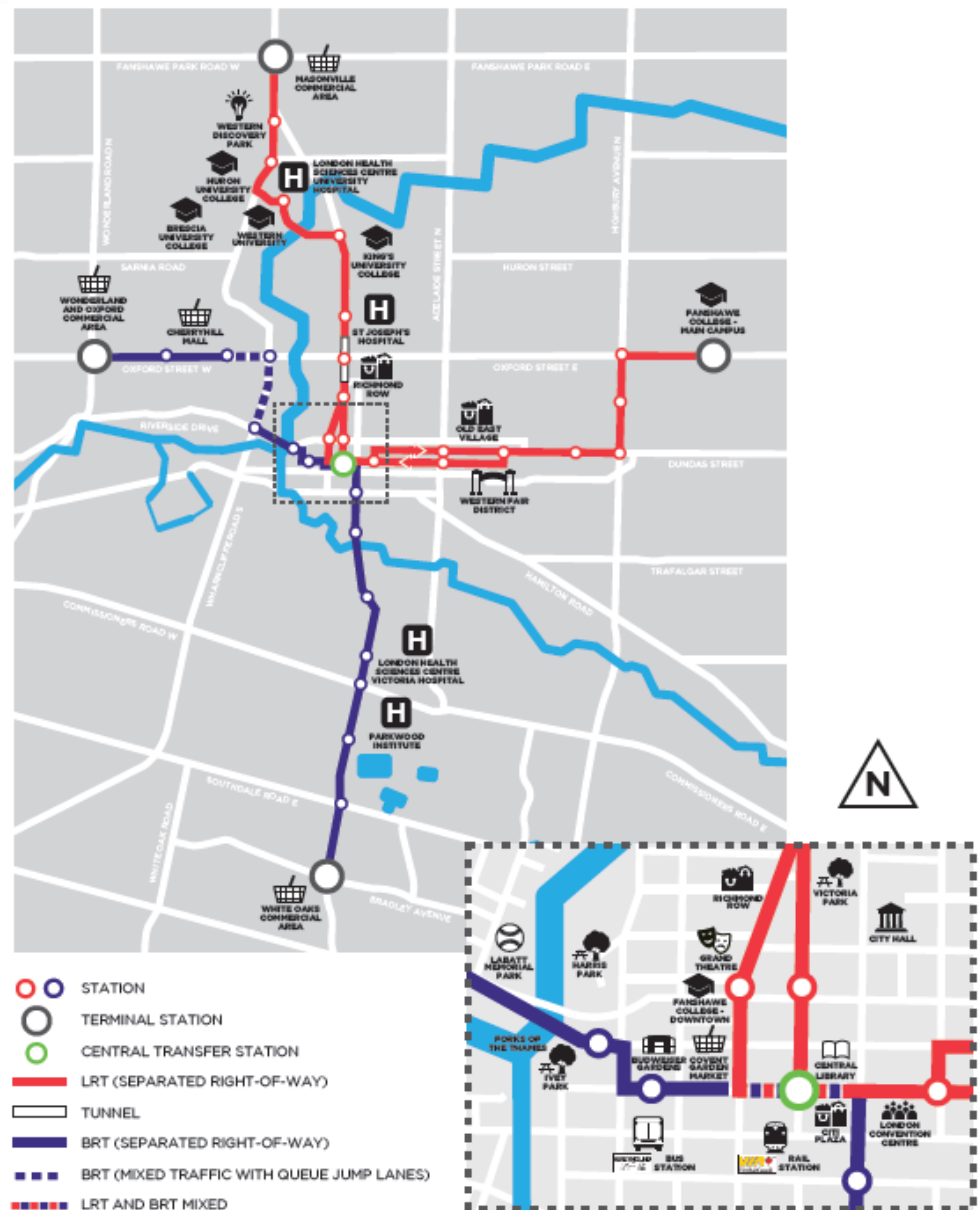 FANSHAWE PARK ROAD W
MASONVILLE
COMMERCIAL
AREA
FANSHAWE PARK ROAD E
WESTERN
DISCOVERY
PARK
WONDERLAND ROAD N
HURON
UNIVERSITY
COLLEGE
H
LONDON HEALTH
SCIENCES CENTRE
UNIVERSITY
HOSPITAL
HIGHBURY AVENUE N
BRESCIA
UNIVERSITY
COLLEGE
WESTERN
UNIVERSITY
KING'S
UNIVERSITY
COLLEGE
ADELAIDE STREET N
SARNIA ROAD
HURON STREET
WONDERLAND
AND OXFORD
COMMERCIAL
AREA
CHERRYHILL
MALL
H
ST JOSEPH'S
HOSPITAL
FANSHAWE
COLLEGE -
MAIN CAMPUS
OXFORD STREET W
RICHMOND
ROW
OXFORD STREET E
RIVERSIDE DRIVE
OLD EAST
VILLAGE
DUNDAS STREET
WESTERN FAIR
DISTRICT
WHARNCLIFFE ROAD S
HAMILTON ROAD
TRAFALGAR STREET
COMMISSIONERS ROAD W
H
LONDON HEALTH
SCIENCES CENTRE
VICTORIA HOSPITAL
H
PARKWOOD
INSTITUTE
N
SOUTHDALE ROAD E
COMMISSIONERS ROAD E
WHITE OAK ROAD
WHITE OAKS
COMMERCIAL
AREA
BRADLEY AVENUE
RICHMOND
ROW
VICTORIA
PARK
CITY HALL
LABATT
MEMORIAL
PARK
HARRIS
PARK
GRAND
THEATRE
FANSHAWE
COLLEGE -
DOWNTOWN
FORKS OF
THE THAMES
IVEY
PARK
BUDWEISER
GARDENS
COVENT
GARDEN
MARKET
CENTRAL
LIBRARY
CITI
PLAZA
LONDON
CONVENTION
CENTRE
BUS
STATION
VIA
RAIL
STATION
STATION
TERMINAL STATION
CENTRAL TRANSFER STATION
LRT (SEPARATED RIGHT-OF-WAY)
TUNNEL
BRT (SEPARATED RIGHT-OF-WAY)
BRT (MIXED TRAFFIC WITH QUEUE JUMP LANES)
LRT AND BRT MIXED